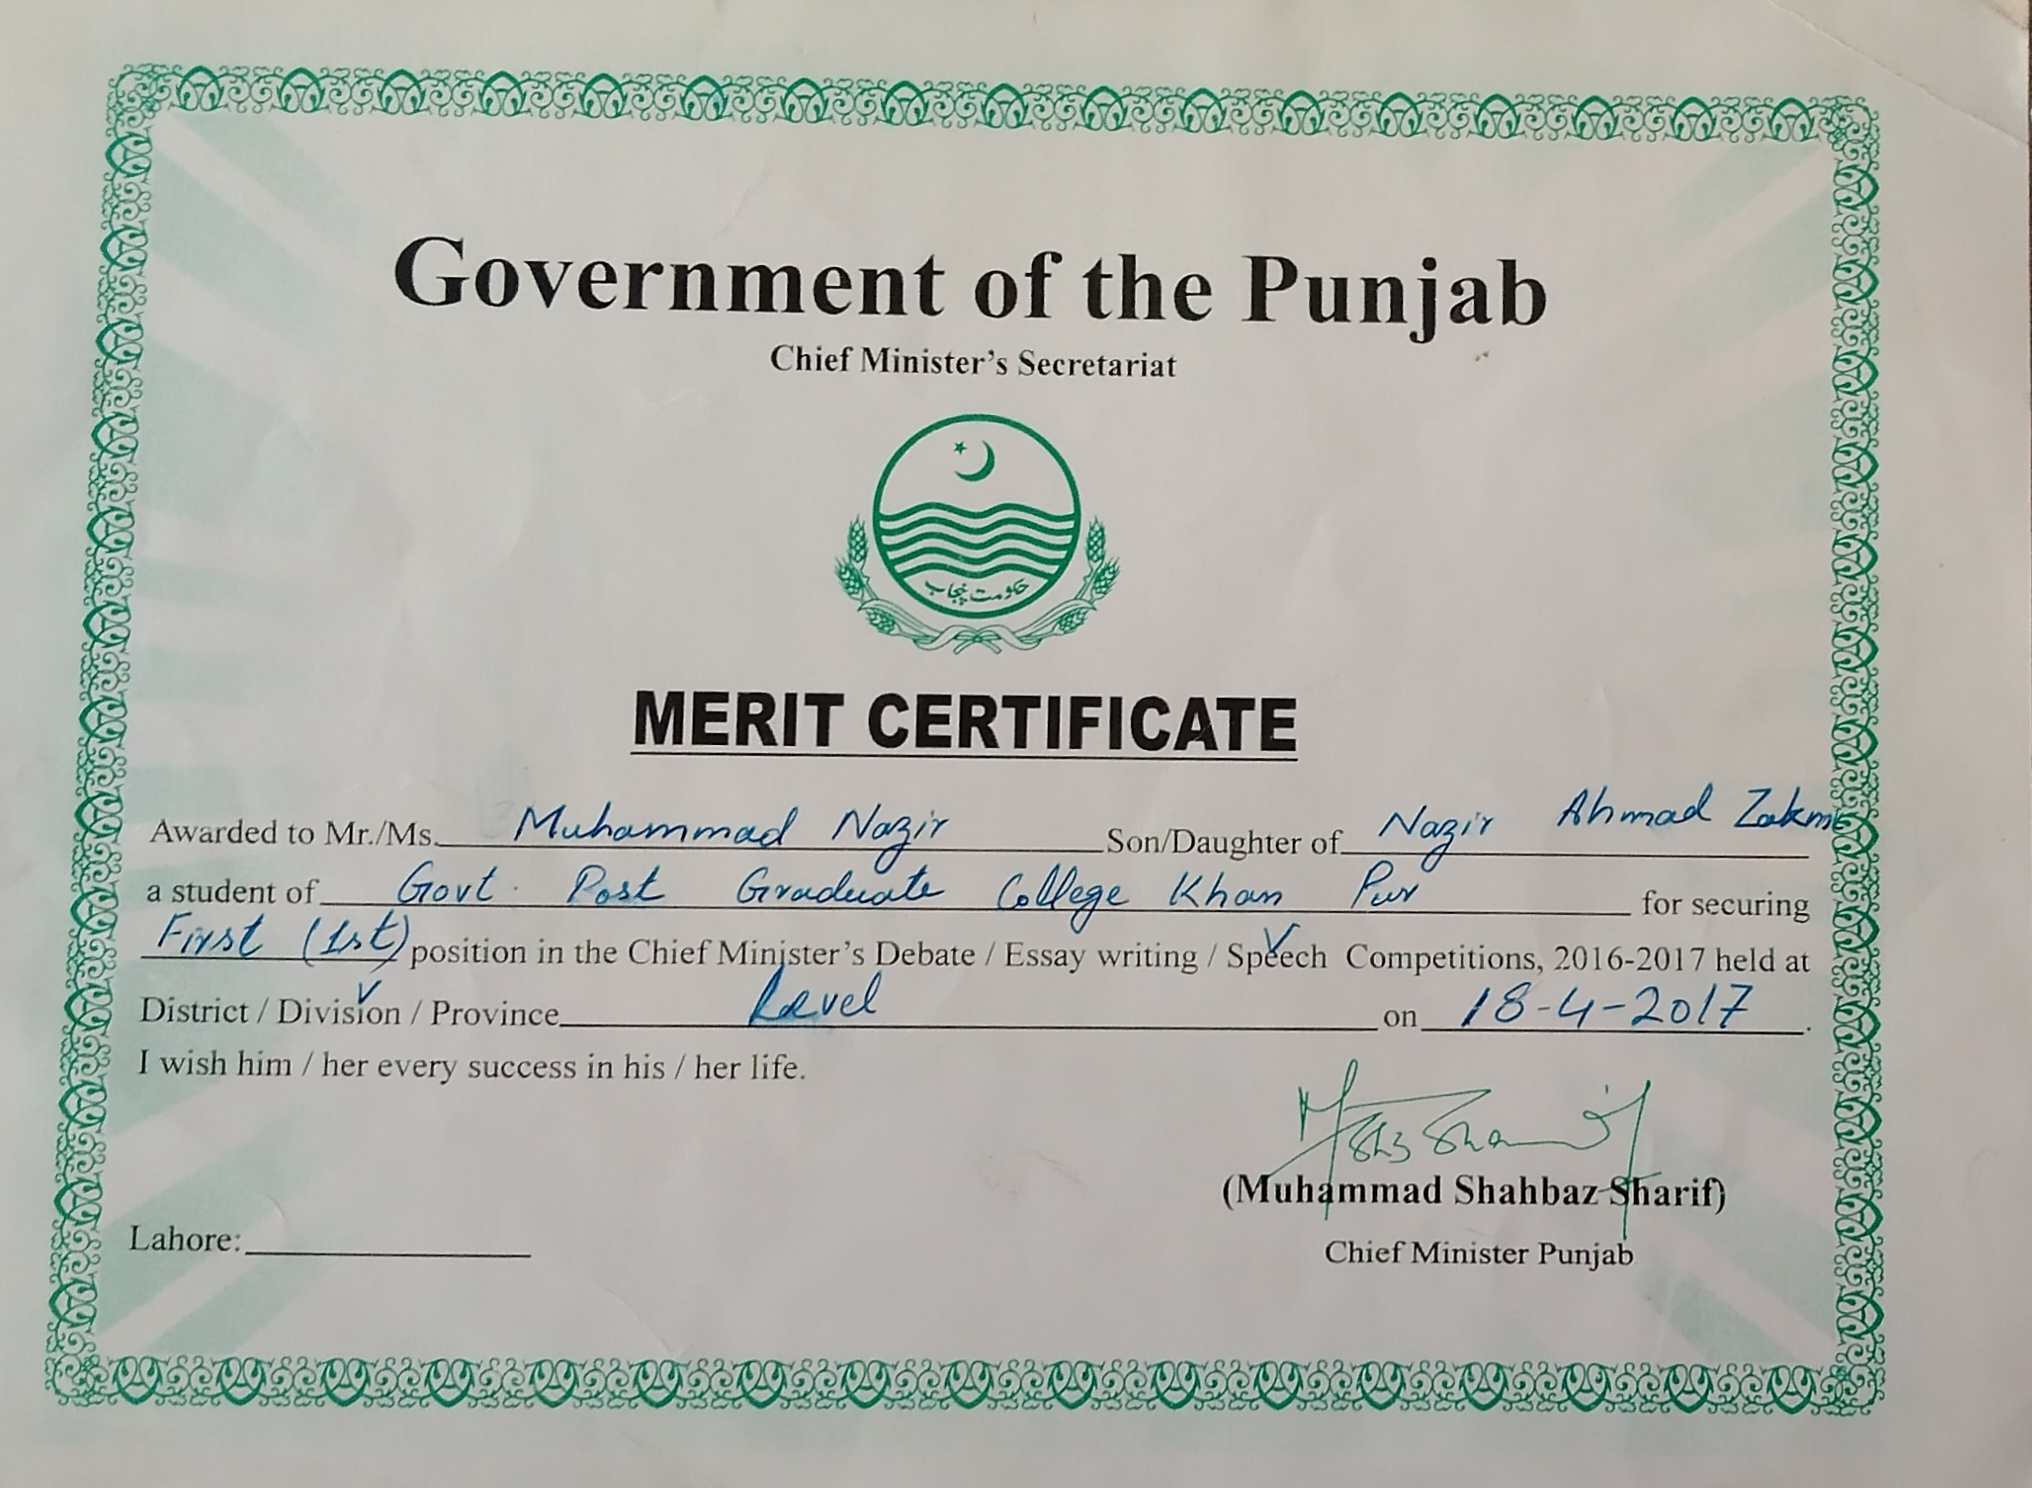 Government of the Punjab
Chief Minister's Secretariat
حکومت پنجاب
MERIT CERTIFICATE
Awarded to Mr./Ms. Muhammad Nazir Son/Daughter of Nazir Ahmad
a student of Govt. Post Graduate College Khan Pur for securing
First (1st) position in the Chief Minister's Debate / Essay writing / Speech Competitions, 2016-2017 held at
District / Division / Province Level on 18-4-2017.
I wish him / her every success in his / her life.
(Muhammad Shahbaz Sharif)
Lahore:
Chief Minister Punjab